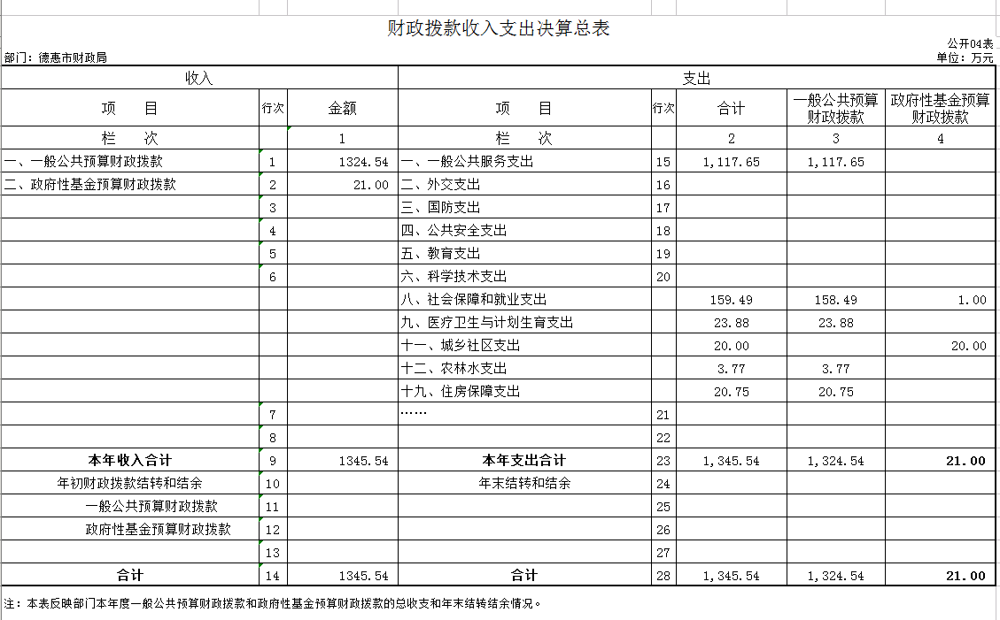 财政拨款收入支出决算总表
公开04表
部门：德惠市财政局 单位：万元
收入 支出
项 目 行次 金额 项 目 行次 合计 一般公共预算财政拨款 政府性基金预算财政拨款
栏 次 1 栏 次 2 3 4
一、一般公共预算财政拨款 1 1324.54 一、一般公共服务支出 15 1,117.65 1,117.65
二、政府性基金预算财政拨款 2 21.00 二、外交支出 16
3 三、国防支出 17
4 四、公共安全支出 18
5 五、教育支出 19
6 六、科学技术支出 20
八、社会保障和就业支出 159.49 158.49 1.00
九、医疗卫生与计划生育支出 23.88 23.88
十一、城乡社区支出 20.00 20.00
十二、农林水支出 3.77 3.77
十九、住房保障支出 20.75 20.75
7 …… 21
8 22
本年收入合计 9 1345.54 本年支出合计 23 1,345.54 1,324.54 21.00
年初财政拨款结转和结余 10 年末结转和结余 24
一般公共预算财政拨款 11 25
政府性基金预算财政拨款 12 26
13 27
合计 14 1345.54 合计 28 1,345.54 1,324.54 21.00
注：本表反映部门本年度一般公共预算财政拨款和政府性基金预算财政拨款的总收支和年末结转结余情况。